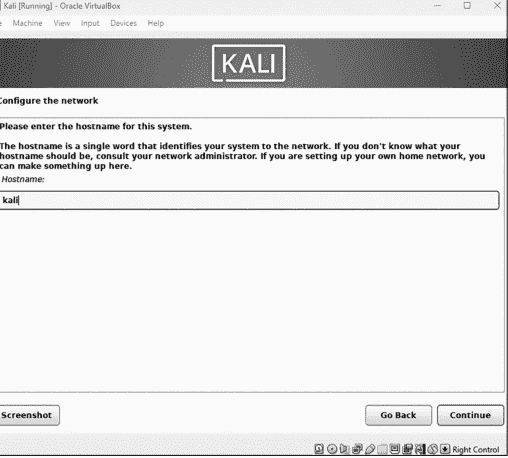 Kali [Running] - Oracle VirtualBox
Machine View Input Devices Help
KALI
Configure the network
Please enter the hostname for this system.
The hostname is a single word that identifies your system to the network. If you don't know what your
hostname should be, consult your network administrator. If you are setting up your own home network, you
can make something up here.
Hostname:
kali
Screenshot
Go Back
Continue
Right Control